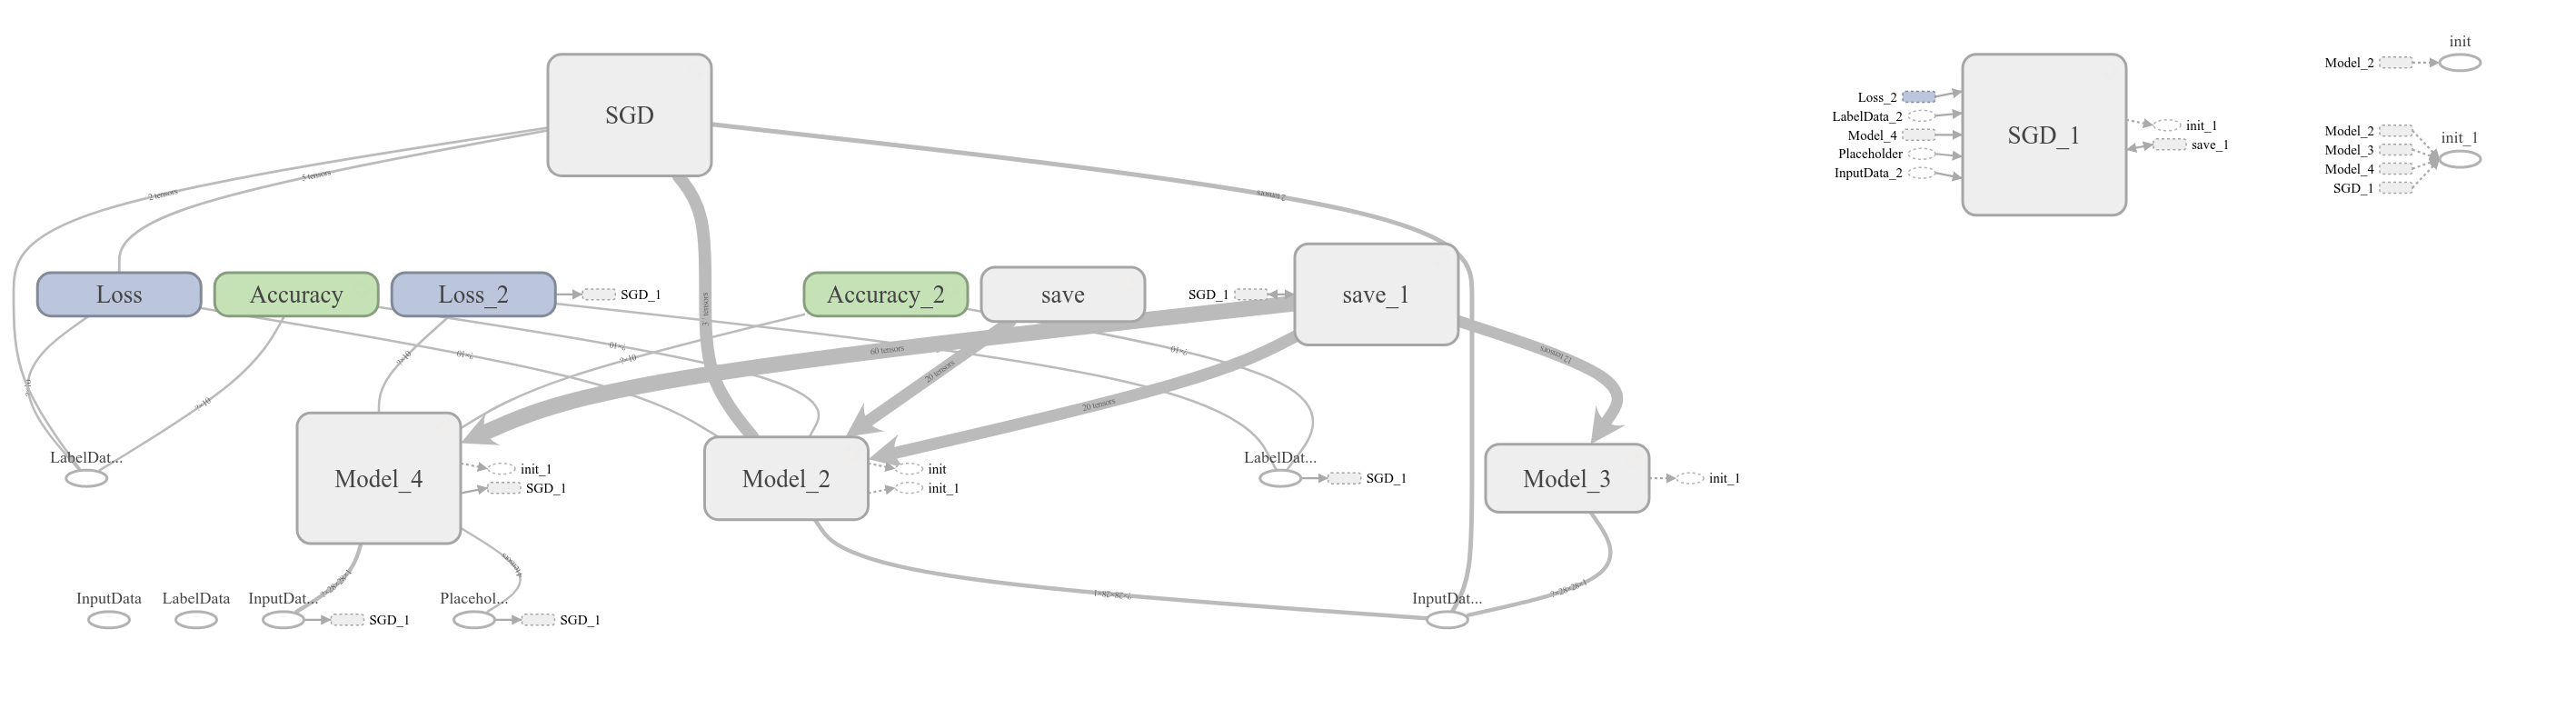 init
SGD
Model_2
Loss_2
LabelData_2
Model_4
Placeholder
InputData_2
SGD_1
init_1
save_1
Model_2
Model_3
Model_4
SGD_1
init_1
2 tensors
5 tensors
2 tensors
Loss
Accuracy
Loss_2
SGD_1
Accuracy_2
save
SGD_1
save_1
?×10
?×10
?×10
?×10
?×10
60 tensors
20 tensors
20 tensors
12 tensors
?×10
?×10
LabelDat...
Model_4
init_1
SGD_1
Model_2
init
init_1
LabelDat...
SGD_1
Model_3
init_1
?×28×28×1
4 tensors
?×28×28×1
?×28×28×1
InputData
LabelData
InputDat...
SGD_1
Placehol...
SGD_1
InputDat...